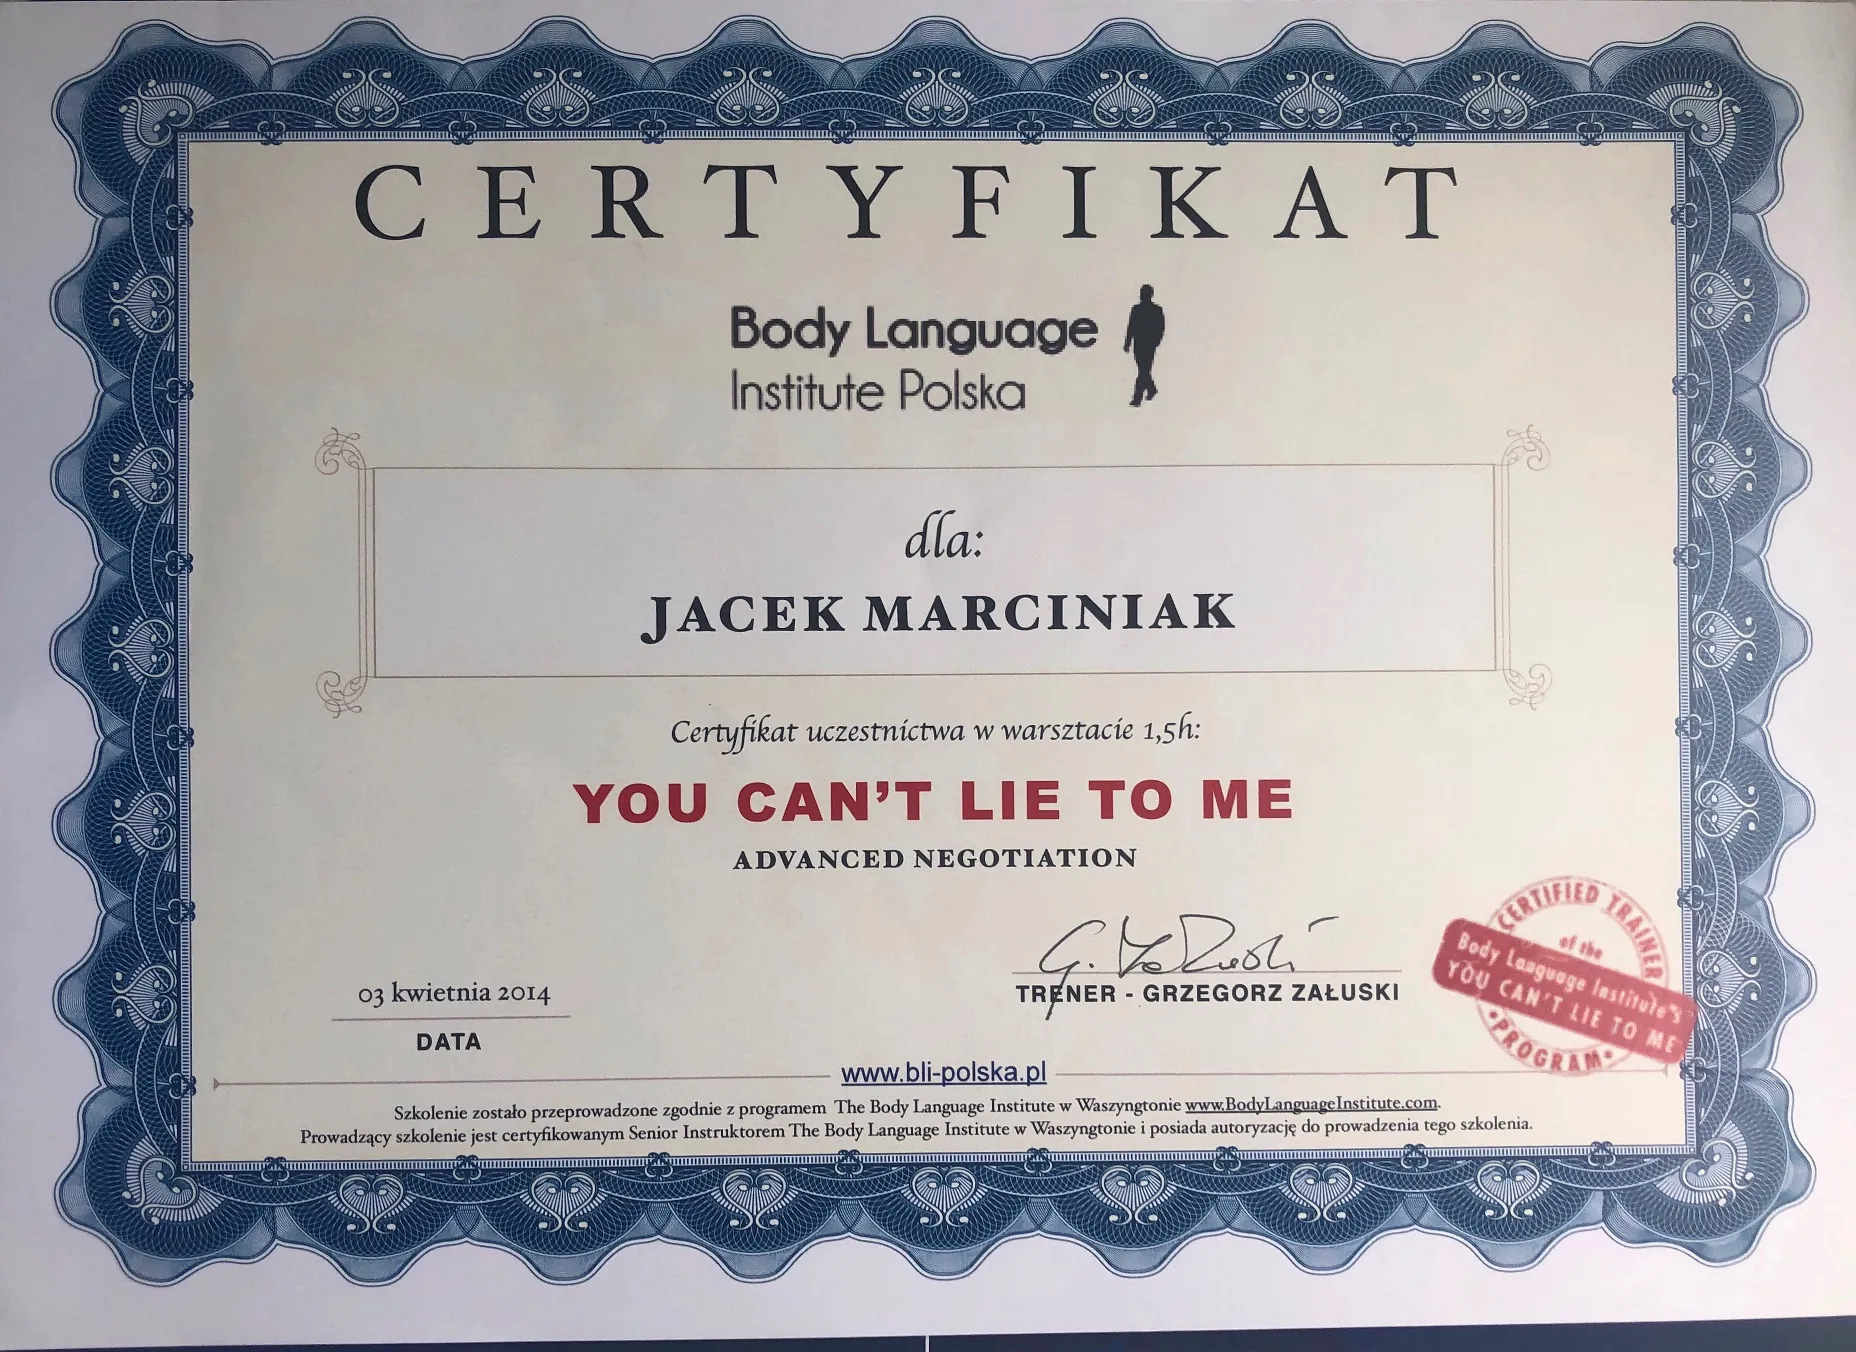 CERTYFIKAT
Body Language
Institute Polska
dla:
JACEK MARCINIAK
Certyfikat uczestnictwa w warsztacie 1,5h:
YOU CAN'T LIE TO ME
ADVANCED NEGOTIATION
G. Załuski
03 kwietnia 2014
DATA
TRENER - GRZEGORZ ZAŁUSKI
CERTIFIED TRAINER
of the
Body Language Institute's
YOU CAN'T LIE TO ME
•PROGRAM•
www.bli-polska.pl
Szkolenie zostało przeprowadzone zgodnie z programem The Body Language Institute w Waszyngtonie www.BodyLanguageInstitute.com.
Prowadzący szkolenie jest certyfikowanym Senior Instruktorem The Body Language Institute w Waszyngtonie i posiada autoryzację do prowadzenia tego szkolenia.